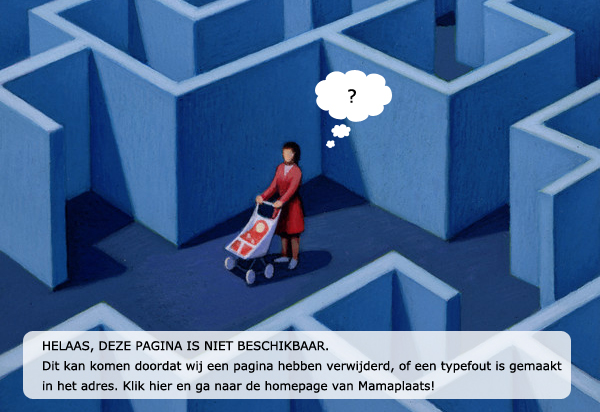 ?
HELAAS, DEZE PAGINA IS NIET BESCHIKBAAR.
Dit kan komen doordat wij een pagina hebben verwijderd, of een typefout is gemaakt
in het adres. Klik hier en ga naar de homepage van Mamaplaats!